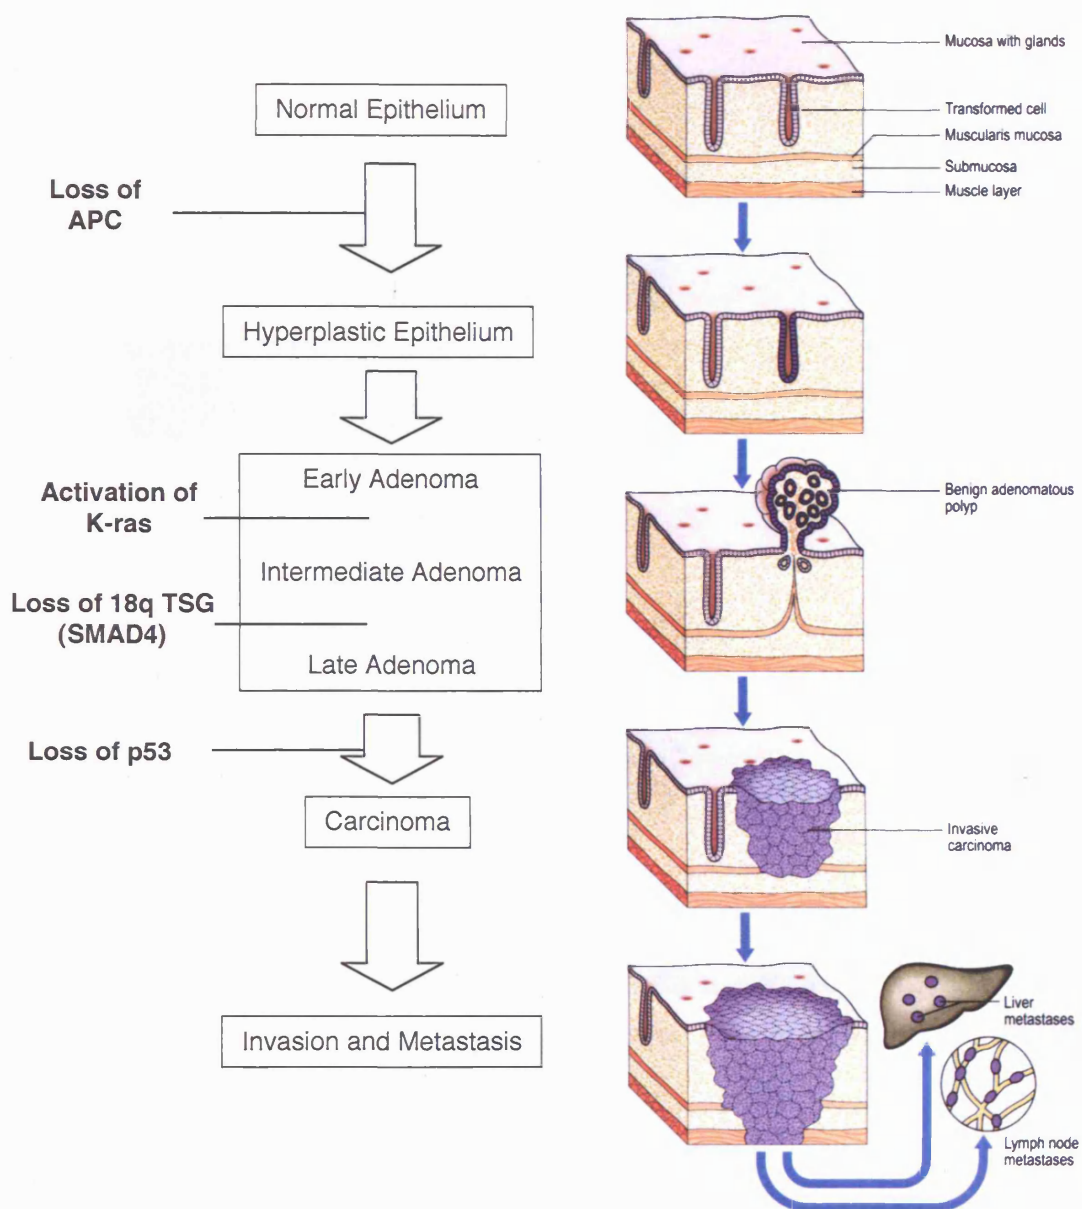 Normal Epithelium
Loss of
APC
Hyperplastic Epithelium
Early Adenoma
Activation of
K-ras
Intermediate Adenoma
Loss of 18q TSG
(SMAD4)
Late Adenoma
Loss of p53
Carcinoma
Invasion and Metastasis
Mucosa with glands
Transformed cell
Muscularis mucosa
Submucosa
Muscle layer
Benign adenomatous
polyp
Invasive
carcinoma
Liver
metastases
Lymph node
metastases